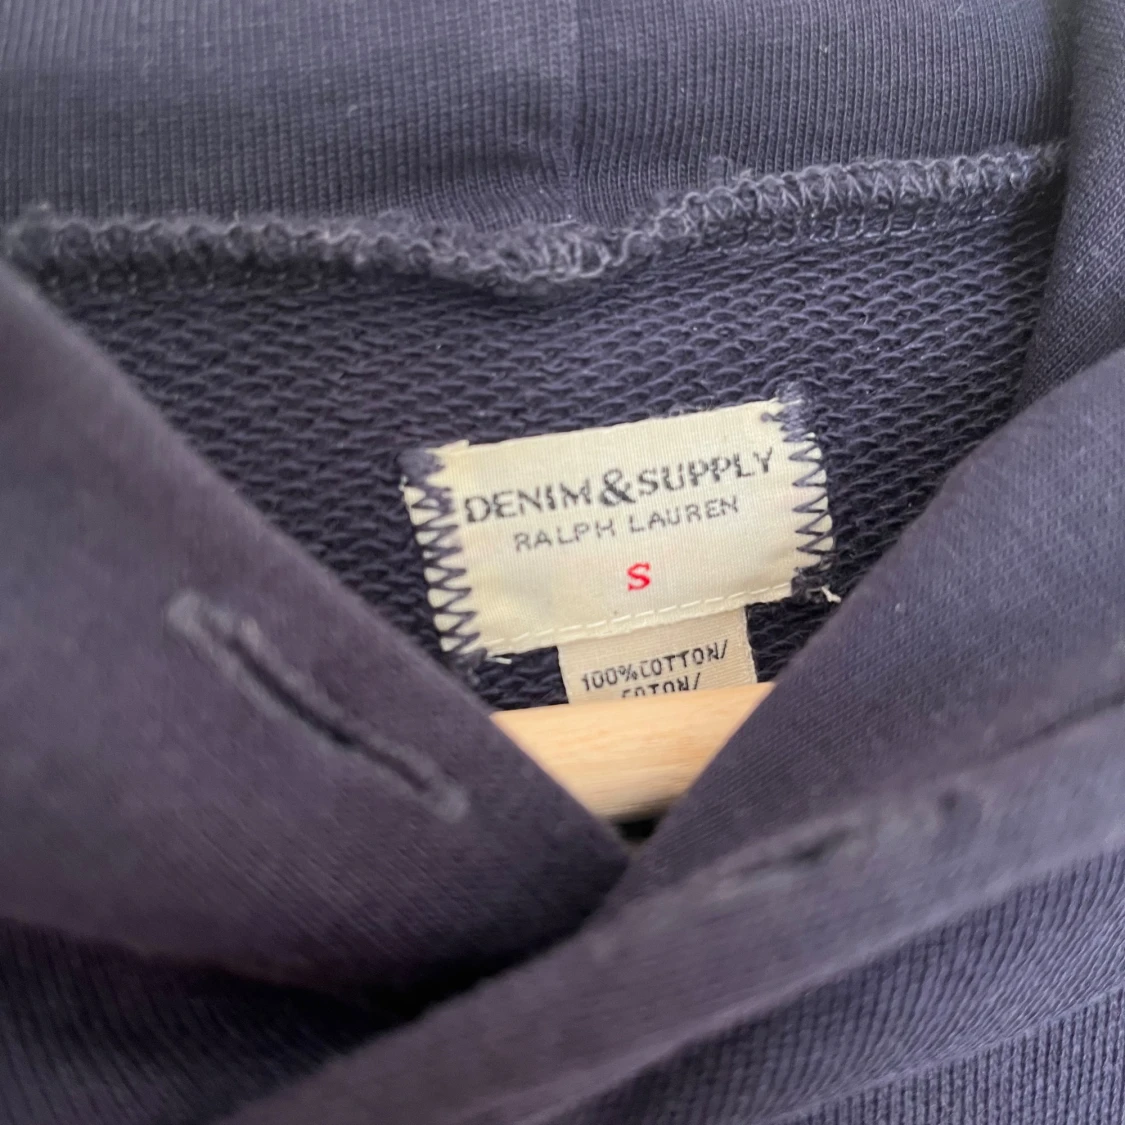 DENIM&SUPPLY
RALPH LAUREN
S
100%COTTON/
COTON/